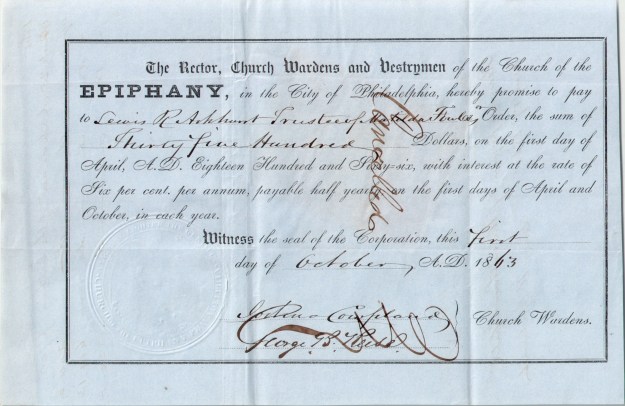 The Rector, Church Wardens and Vestrymen of the Church of the
EPIPHANY, in the City of Philadelphia, hereby promise to pay
to Lewis R Ashhurst Trustee of Order, the sum of
Thirty five Hundred Dollars, on the first day of
April, A. D. Eighteen Hundred and Sixty-six, with interest at the rate of
Six per cent. per annum, payable half yearly on the first days of April and
October, in each year.
Cancelled
Witness the seal of the Corporation, this First
day of October, A.D. 1863
Coupland
George B. Church Wardens.